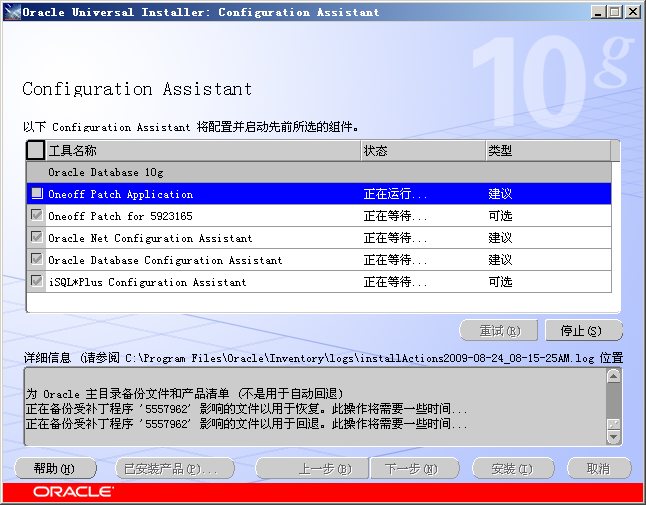 Oracle Universal Installer: Configuration Assistant
10g
Configuration Assistant
以下 Configuration Assistant 将配置并启动先前所选的组件。
工具名称 状态 类型
Oracle Database 10g
Oneoff Patch Application 正在运行... 建议
Oneoff Patch for 5923165 正在等待... 可选
Oracle Net Configuration Assistant 正在等待... 建议
Oracle Database Configuration Assistant 正在等待... 建议
iSQL*Plus Configuration Assistant 正在等待... 可选
重试(R) 停止(S)
详细信息 (请参阅 C:\Program Files\Oracle\Inventory\logs\installActions2009-08-24_08-15-25AM.log 位置
为 Oracle 主目录备份文件和产品清单 (不是用于自动回退)
正在备份受补丁程序 '5557962' 影响的文件以用于恢复。此操作将需要一些时间...
正在备份受补丁程序 '5557962' 影响的文件以用于回退。此操作将需要一些时间...
帮助(H) 已安装产品(P)... 上一步(B) 下一步(N) 安装(I) 取消
ORACLE